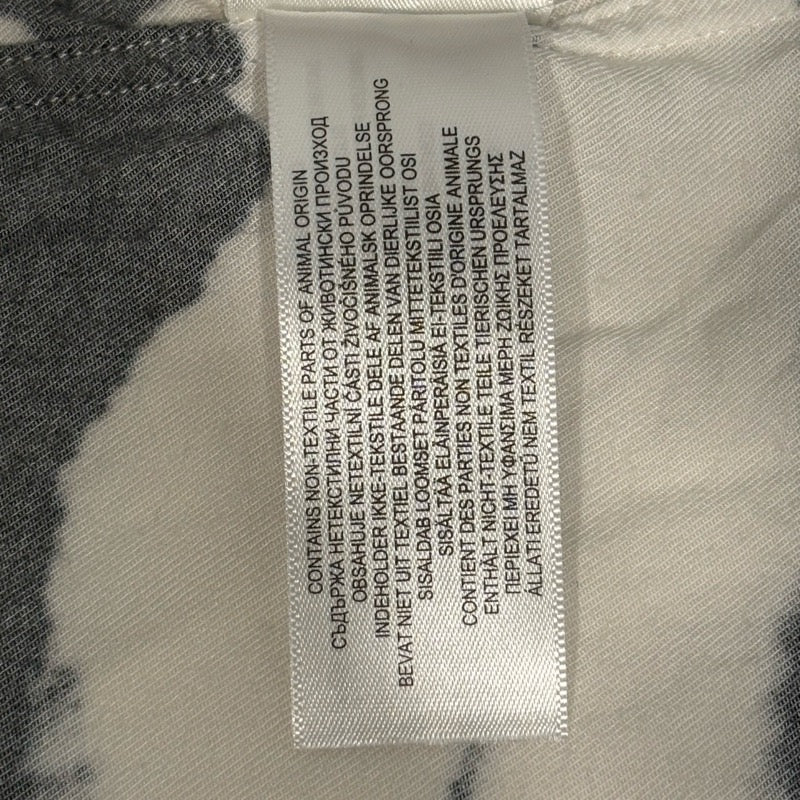 CONTAINS NON-TEXTILE PARTS OF ANIMAL ORIGIN
СЪДЪРЖА НЕТЕКСТИЛНИ ЧАСТИ ОТ ЖИВОТИНСКИ ПРОИЗХОД
OBSAHUJE NETEXTILNÍ ČÁSTI ŽIVOČIŠNÉHO PŮVODU
INDEHOLDER IKKE-TEKSTILE DELE AF ANIMALSK OPRINDELSE
BEVAT NIET UIT TEXTIEL BESTAANDE DELEN VAN DIERLIJKE OORSPRONG
SISALDAB LOOMSET PÄRITOLU MITTETEKSTIILIST OSI
SISÄLTÄÄ ELÄINPERÄISIÄ EI-TEKSTIILI OSIA
CONTIENT DES PARTIES NON TEXTILES D'ORIGINE ANIMALE
ENTHÄLT NICHT-TEXTILE TEILE TIERISCHEN URSPRUNGS
ΠΕΡΙΕΧΕΙ ΜΗ ΥΦΑΝΣΙΜΑ ΜΕΡΗ ΖΩΙΚΗΣ ΠΡΟΕΛΕΥΣΗΣ
ÁLLATI EREDETŰ NEM TEXTIL RÉSZEKET TARTALMAZ